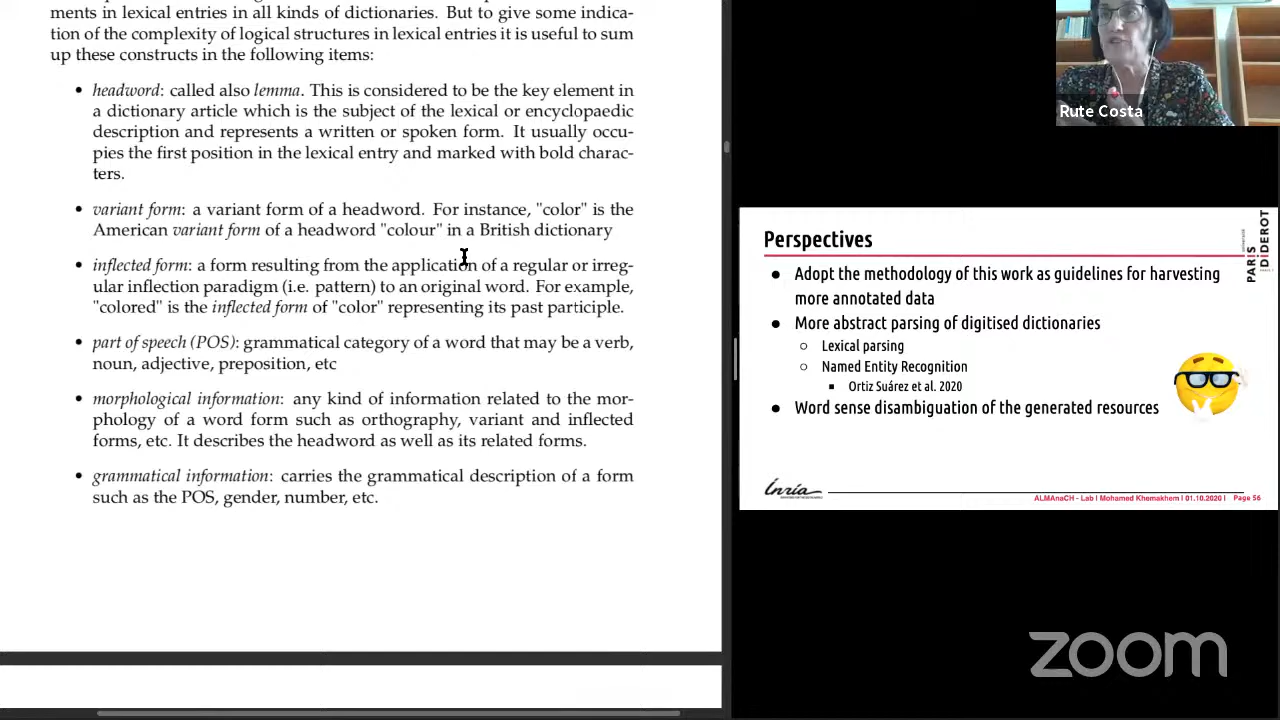 ments in lexical entries in all kinds of dictionaries. But to give some indica-
tion of the complexity of logical structures in lexical entries it is useful to sum
up these constructs in the following items:
• headword: called also lemma. This is considered to be the key element in
a dictionary article which is the subject of the lexical or encyclopaedic
description and represents a written or spoken form. It usually occu-
pies the first position in the lexical entry and marked with bold charac-
ters.
• variant form: a variant form of a headword. For instance, "color" is the
American variant form of a headword "colour" in a British dictionary
• inflected form: a form resulting from the application of a regular or irreg-
ular inflection paradigm (i.e. pattern) to an original word. For example,
"colored" is the inflected form of "color" representing its past participle.
• part of speech (POS): grammatical category of a word that may be a verb,
noun, adjective, preposition, etc
• morphological information: any kind of information related to the mor-
phology of a word form such as orthography, variant and inflected
forms, etc. It describes the headword as well as its related forms.
• grammatical information: carries the grammatical description of a form
such as the POS, gender, number, etc.
Rute Costa
Perspectives
PARIS
DIDEROT
● Adopt the methodology of this work as guidelines for harvesting
more annotated data
● More abstract parsing of digitised dictionaries
○ Lexical parsing
○ Named Entity Recognition
■ Ortiz Suárez et al. 2020
● Word sense disambiguation of the generated resources
Inria
ALMAnaCH - Lab I Mohamed Khemakhem I 01.10.2020 I Page 56
zoom